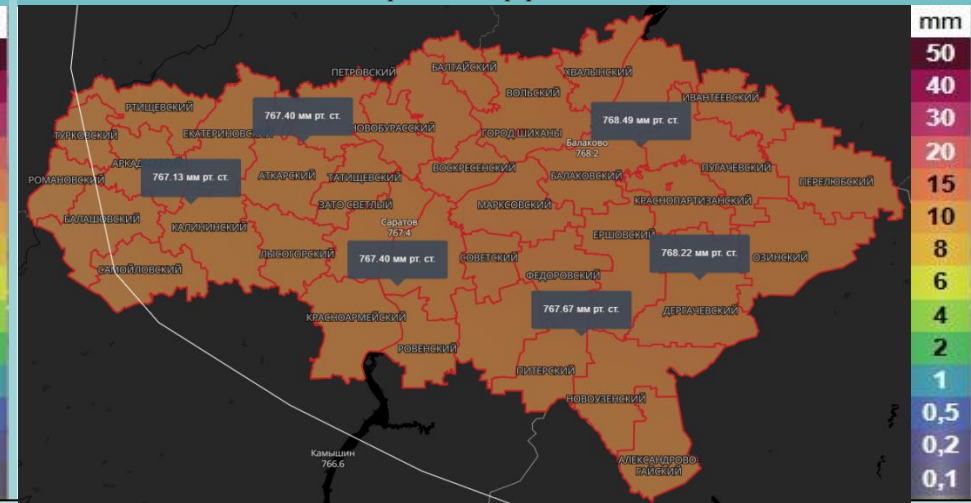 mm
50
40
30
20
15
10
8
6
4
2
1
0,5
0,2
0,1
ПЕТРОВСКИЙ
БАЛТАЙСКИЙ
ХВАЛЫНСКИЙ
ВОЛЬСКИЙ
ИВАНТЕЕВСКИЙ
РТИЩЕВСКИЙ
767.40 мм рт. ст.
768.49 мм рт. ст.
ТУРКОВСКИЙ
ГОРОД ШИХАНЫ
Балаково
768.2
767.13 мм рт. ст.
АТКАРСКИЙ
ТАТИЩЕВСКИЙ
ВОСКРЕСЕНСКИЙ
БАЛАКОВСКИЙ
ПУГАЧЕВСКИЙ
ПЕРЕЛЮБСКИЙ
РОМАНОВСКИЙ
ЗАТО СВЕТЛЫЙ
МАРКСОВСКИЙ
КРАСНОПАРТИЗАНСКИЙ
БАЛАШОВСКИЙ
КАЛИНИНСКИЙ
Саратов
767.4
ЕРШОВСКИЙ
ЛЫСОГОРСКИЙ
767.40 мм рт. ст.
СОВЕТСКИЙ
768.22 мм рт. ст.
ОЗИНСКИЙ
САМОЙЛОВСКИЙ
ФЕДОРОВСКИЙ
767.67 мм рт. ст.
ДЕРГАЧЕВСКИЙ
КРАСНОАРМЕЙСКИЙ
РОВЕНСКИЙ
ПИТЕРСКИЙ
НОВОУЗЕНСКИЙ
Камышин
766.6
АЛЕКСАНДРОВО-
ГАЙСКИЙ